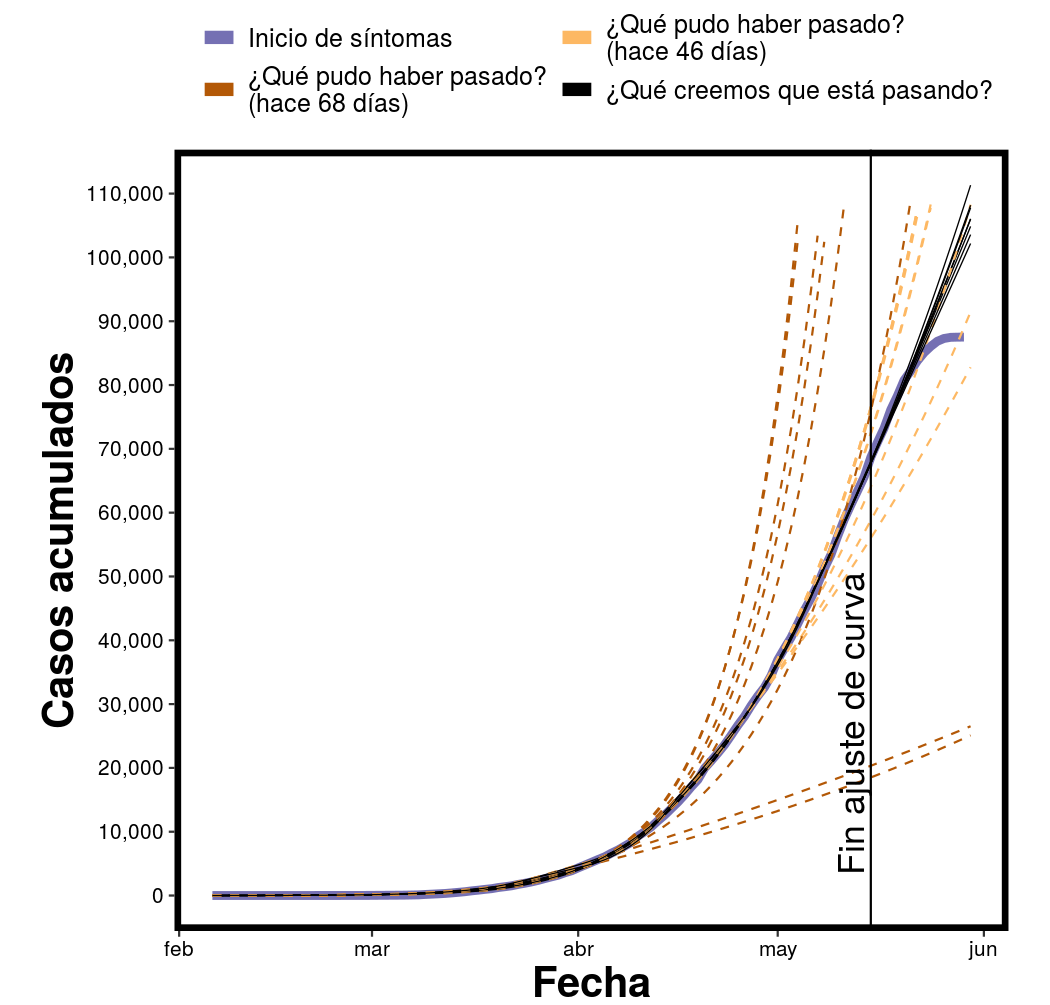 Inicio de síntomas
¿Qué pudo haber pasado?
(hace 68 días)
¿Qué pudo haber pasado?
(hace 46 días)
¿Qué creemos que está pasando?
Casos acumulados
110,000
100,000
90,000
80,000
70,000
60,000
50,000
40,000
30,000
20,000
10,000
0
Fin ajuste de curva
feb
mar
abr
may
jun
Fecha